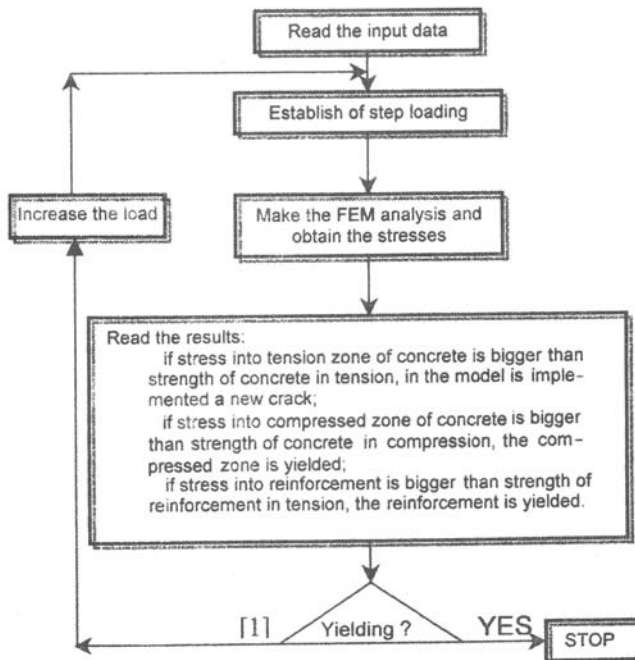 Read the input data
Establish of step loading
Increase the load
Make the FEM analysis and
obtain the stresses
Read the results:
if stress into tension zone of concrete is bigger than
strength of concrete in tension, in the model is imple-
mented a new crack;
if stress into compressed zone of concrete is bigger
than strength of concrete in compression, the com-
pressed zone is yielded;
if stress into reinforcement is bigger than strength of
reinforcement in tension, the reinforcement is yielded.
[1]
Yielding ?
YES
STOP